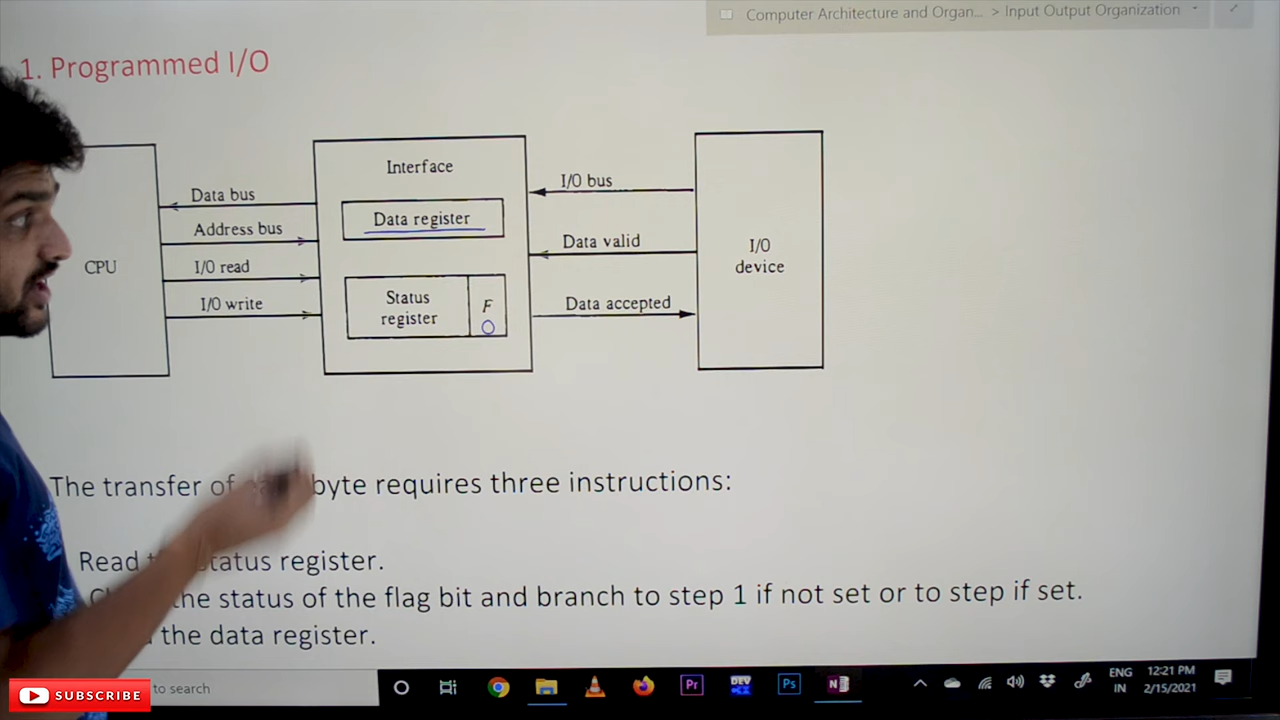 Computer Architecture and Organ... > Input Output Organization
1. Programmed I/O
Interface
Data bus
Address bus
I/O read
I/O write
CPU
Data register
Status
register
F
O
I/O bus
Data valid
Data accepted
I/O
device
The transfer of byte requires three instructions:
Read status register.
the status of the flag bit and branch to step 1 if not set or to step if set.
the data register.
SUBSCRIBE
to search
Pr
DEV
Ps
N
ENG
IN
12:21 PM
2/15/2021